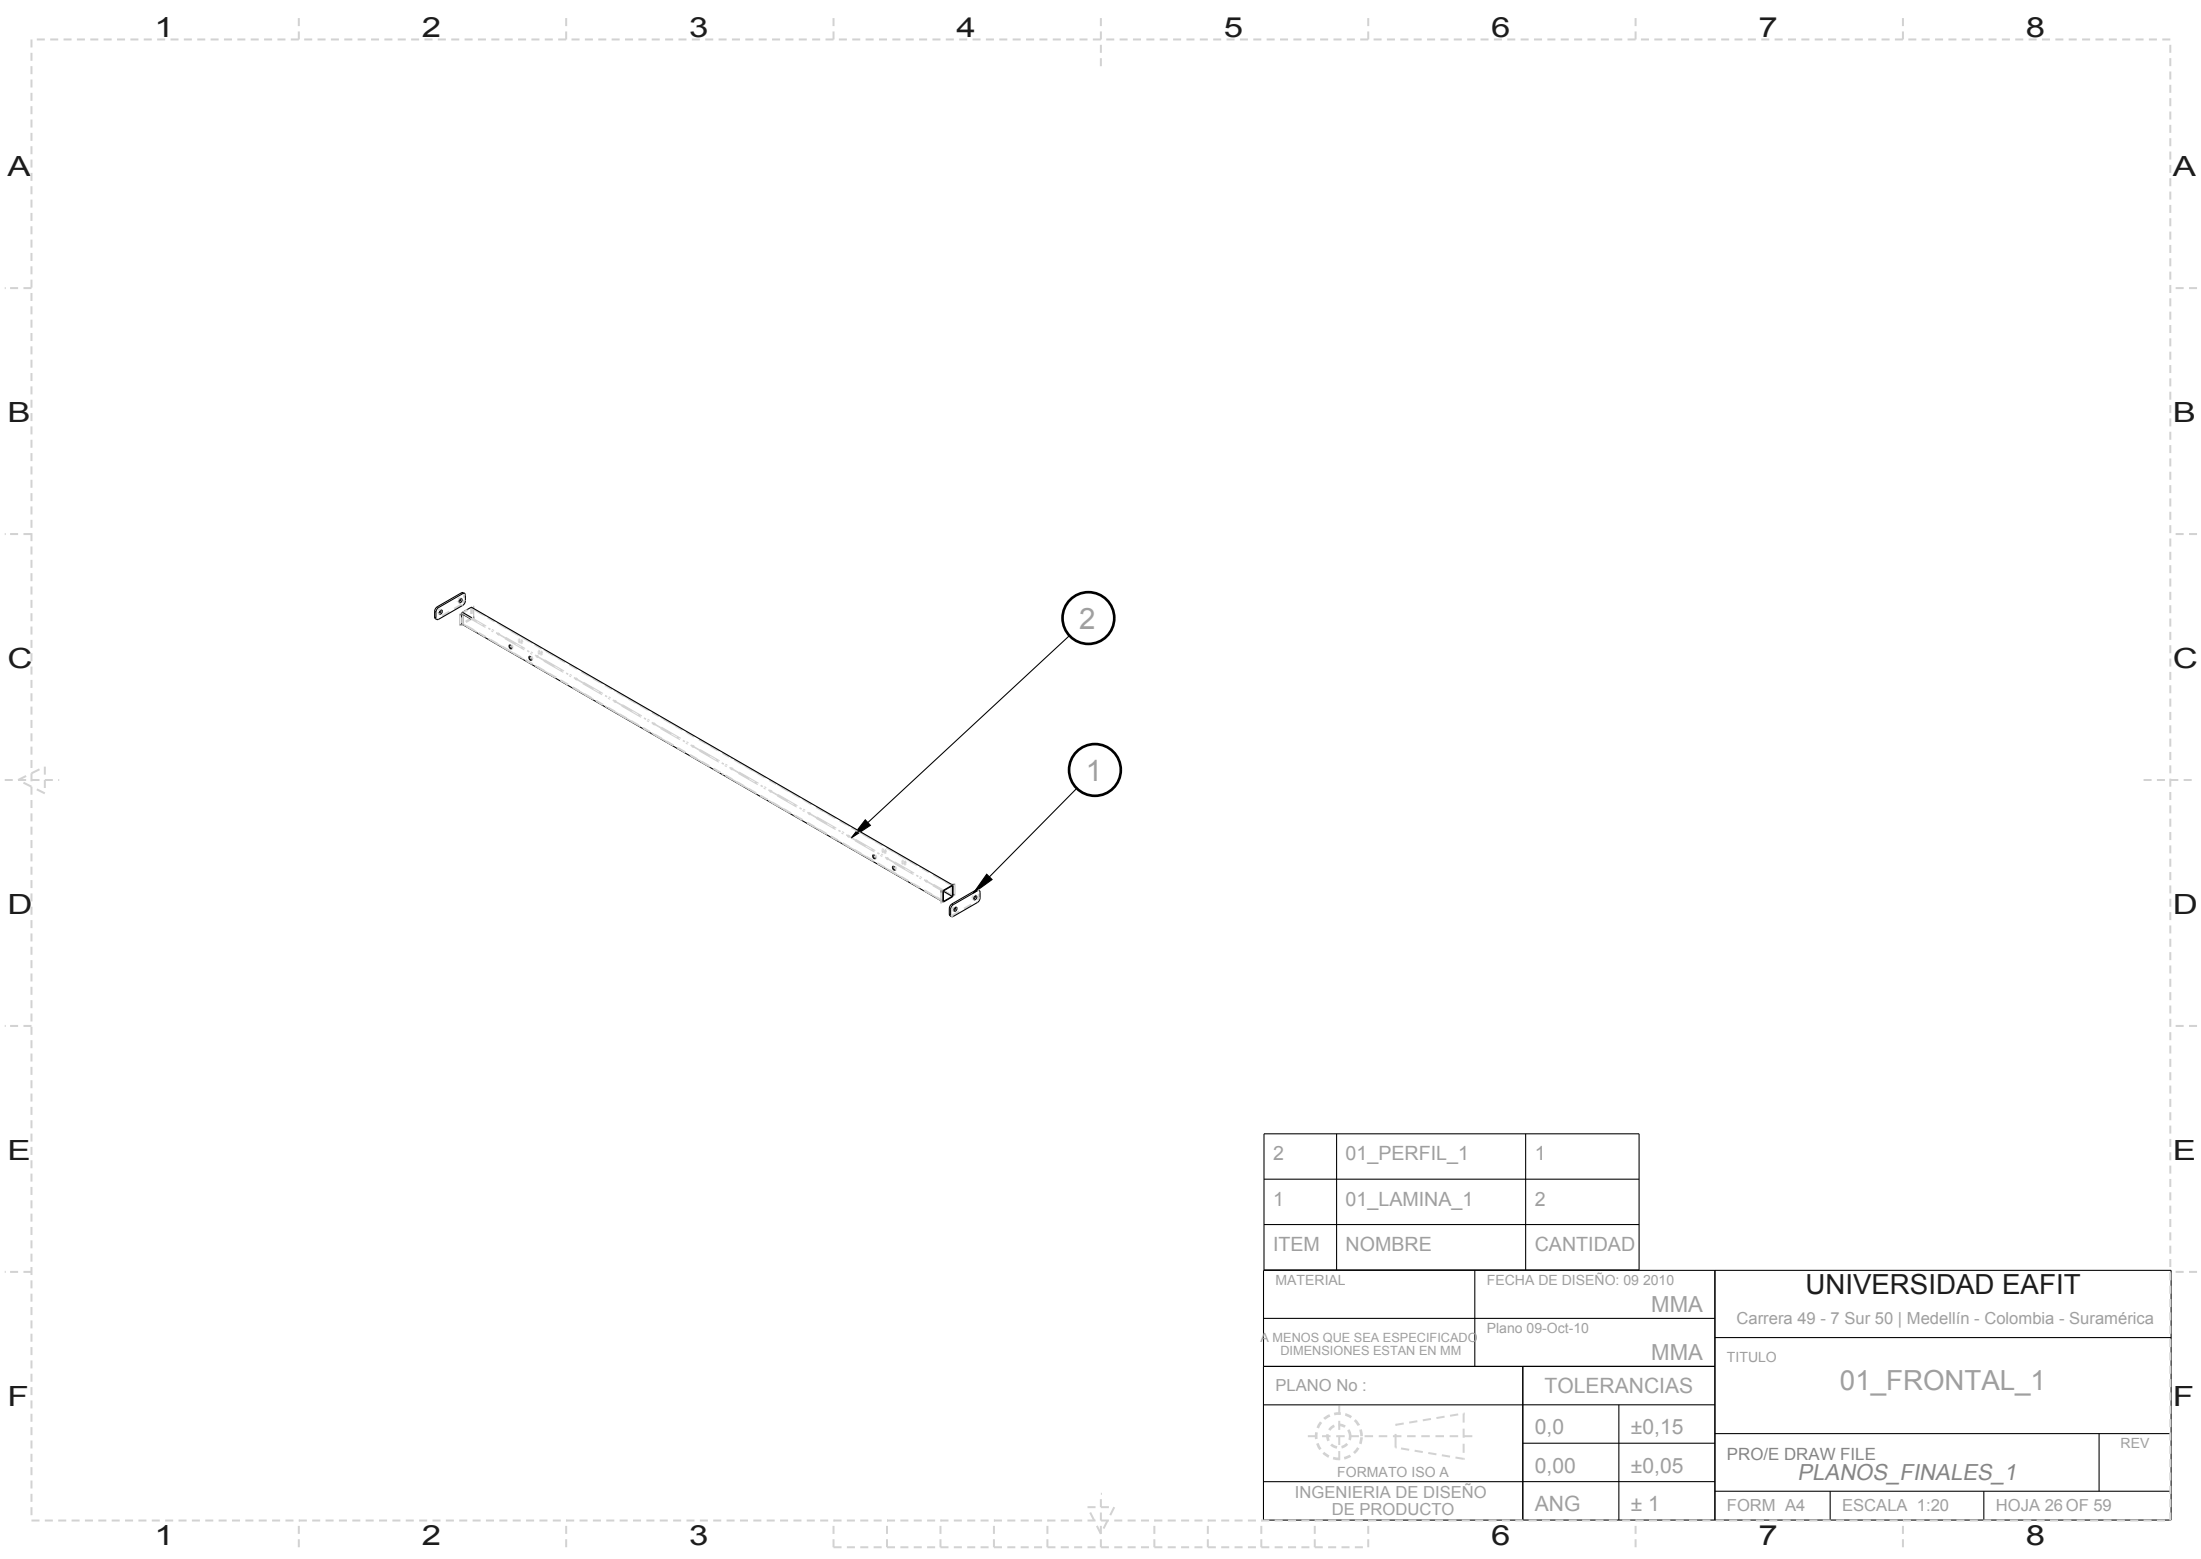 1 2 3 4 5 6 7 8
A A
B B
C C
D D
E E
F F
2
1
2 01_PERFIL_1 1
1 01_LAMINA_1 2
ITEM NOMBRE CANTIDAD
MATERIAL
FECHA DE DISEÑO: 09 2010
MMA
A MENOS QUE SEA ESPECIFICADO
DIMENSIONES ESTAN EN MM
Plano 09-Oct-10
MMA
PLANO No :
TOLERANCIAS
0,0 ±0,15
0,00 ±0,05
ANG ± 1
FORMATO ISO A
INGENIERIA DE DISEÑO
DE PRODUCTO
UNIVERSIDAD EAFIT
Carrera 49 - 7 Sur 50 | Medellín - Colombia - Suramérica
TITULO
01_FRONTAL_1
PRO/E DRAW FILE
PLANOS_FINALES_1
REV
FORM A4 ESCALA 1:20 HOJA 26 OF 59
1 2 3 6 7 8